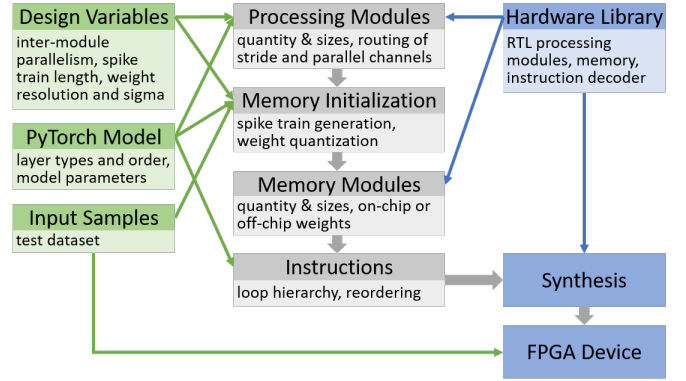 Design Variables
inter-module
parallelism, spike
train length, weight
resolution and sigma
PyTorch Model
layer types and order,
model parameters
Input Samples
test dataset
Processing Modules
quantity & sizes, routing of
stride and parallel channels
Memory Initialization
spike train generation,
weight quantization
Memory Modules
quantity & sizes, on-chip or
off-chip weights
Instructions
loop hierarchy, reordering
Hardware Library
RTL processing
modules, memory,
instruction decoder
Synthesis
FPGA Device